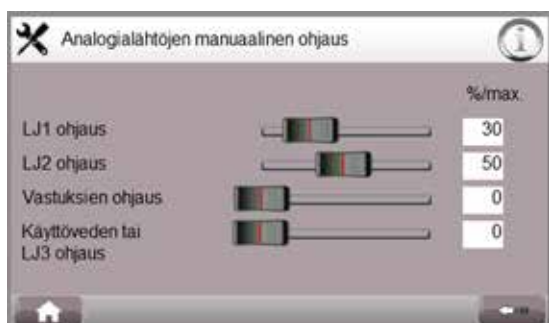 Analogialähtöjen manuaalinen ohjaus
%/max.
LJ1 ohjaus 30
LJ2 ohjaus 50
Vastuksien ohjaus 0
Käyttöveden tai 0
LJ3 ohjaus